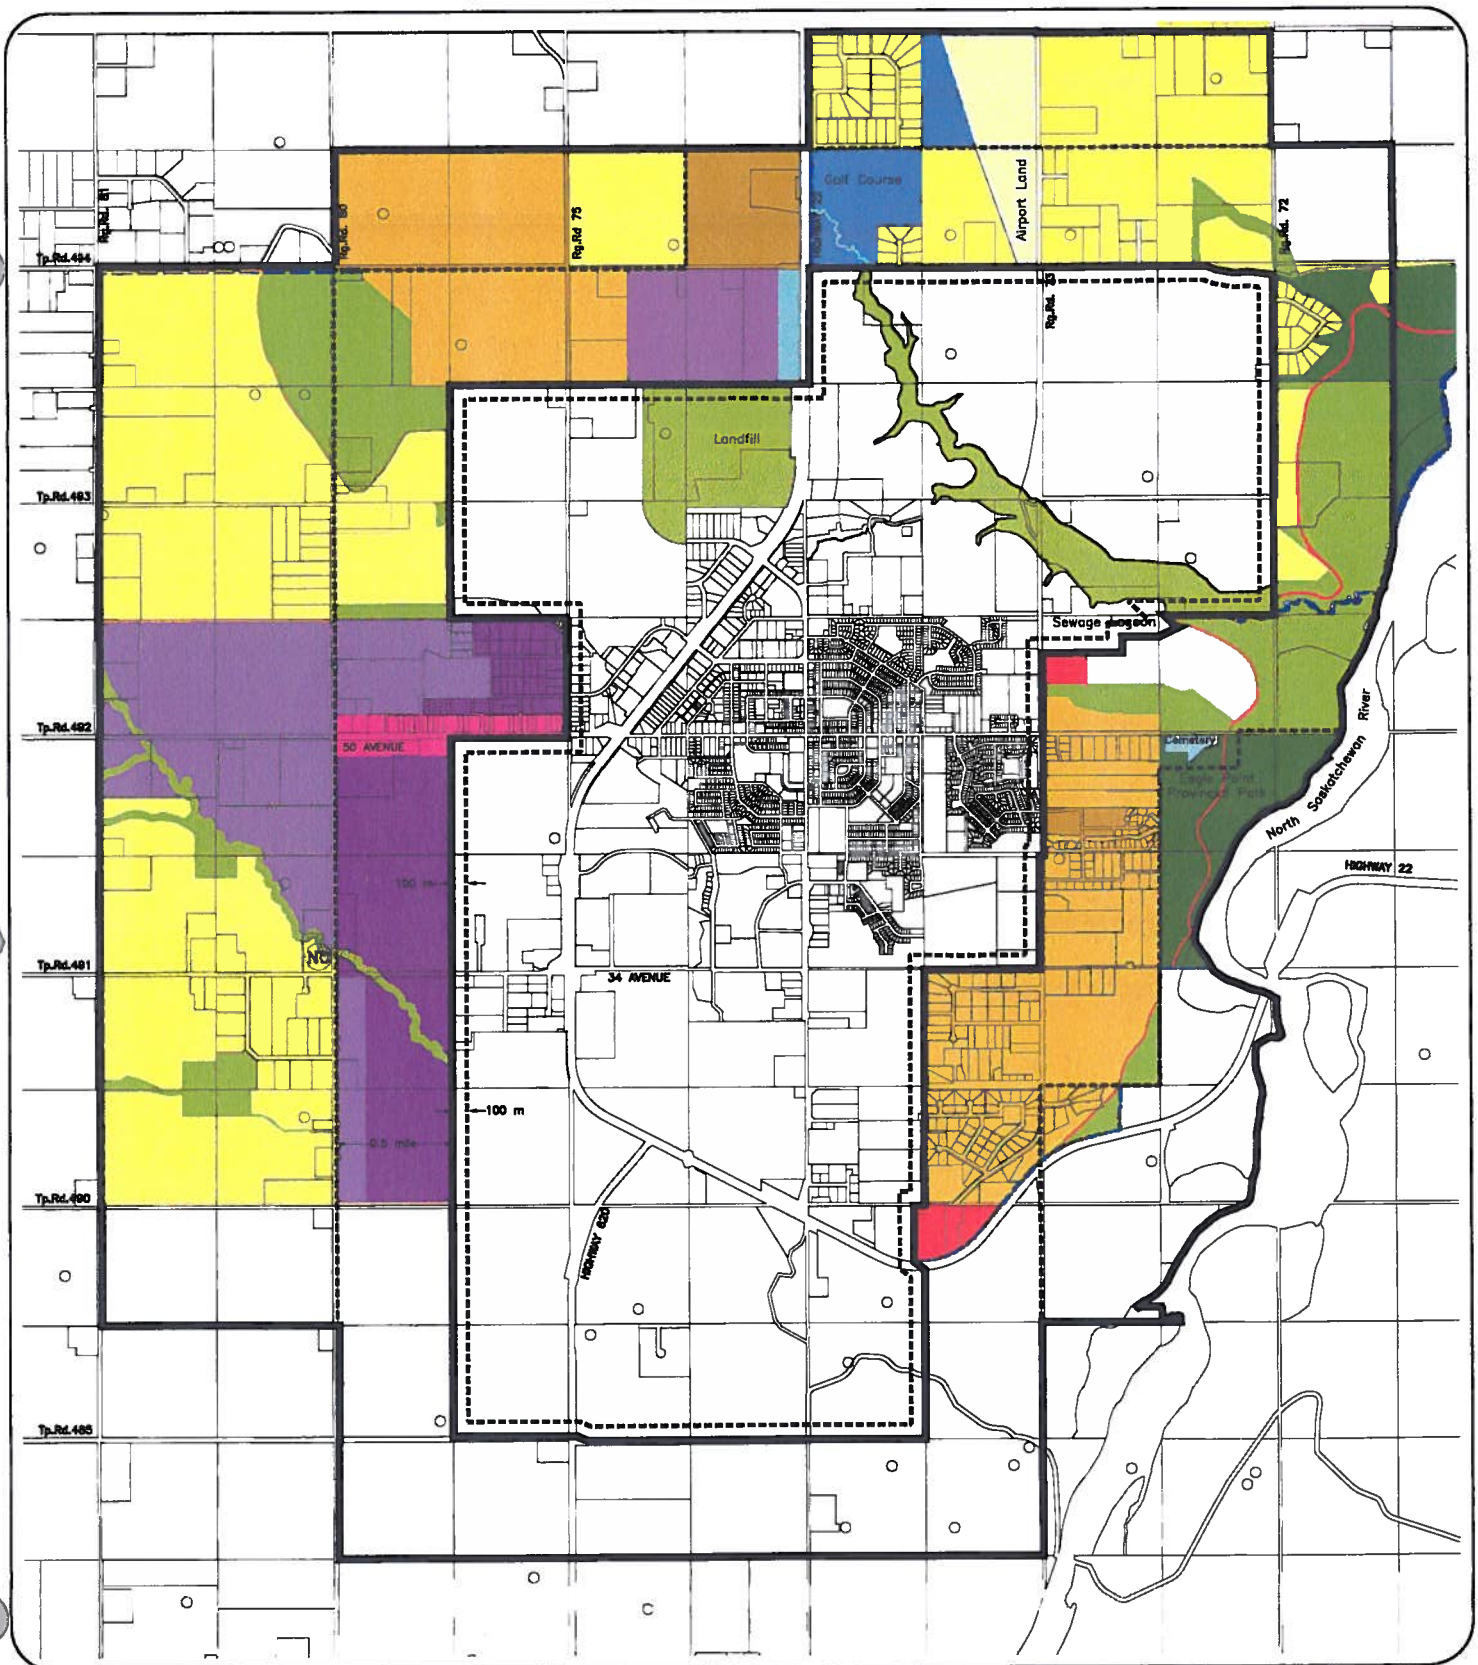 Golf Course
Airport Land
Rg.Rd. 81
Rg.Rd. 80
Rg.Rd 75
Rg.Rd. 72
Tp.Rd.494
Rg.Rd. 73
Landfill
Tp.Rd.493
Sewage Lagoon
Tp.Rd.492
50 AVENUE
Cemetery
Eagle Point
Provincial Park
North Saskatchewan River
HIGHWAY 22
100 m
Tp.Rd.491
34 AVENUE
100 m
0.5 mile
Tp.Rd.490
HIGHWAY 620
Tp.Rd.485